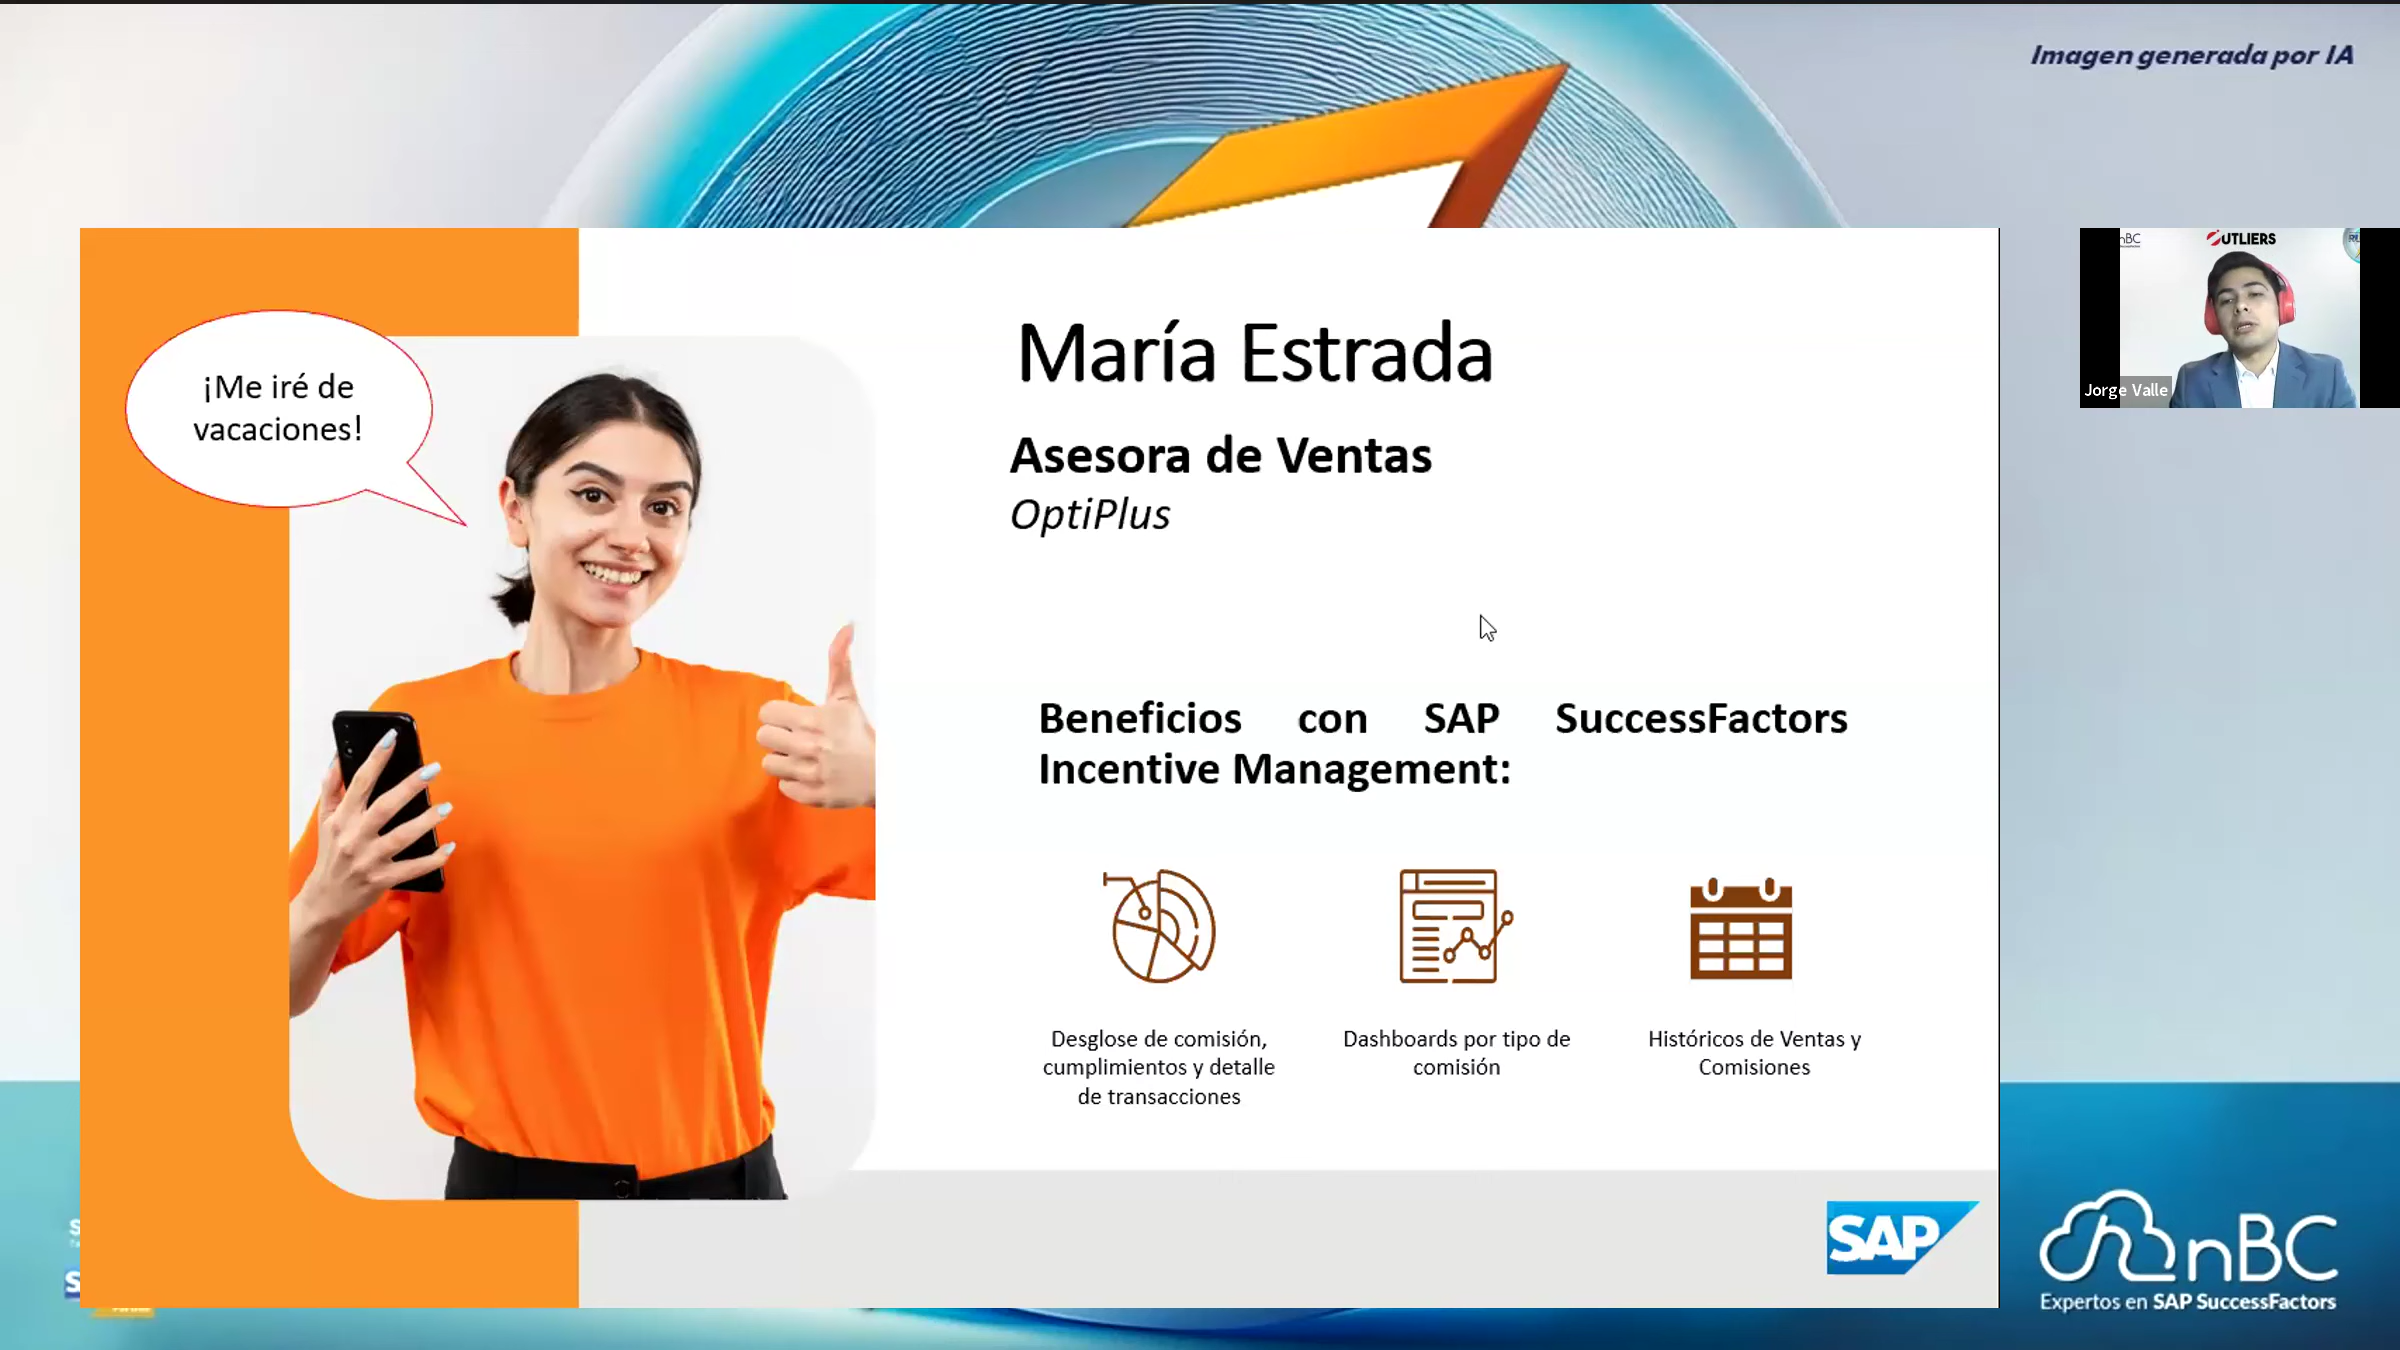 Imagen generada por IA
nBC
OUTLIERS
Jorge Valle
¡Me iré de
vacaciones!
María Estrada
Asesora de Ventas
OptiPlus
Beneficios con SAP SuccessFactors
Incentive Management:
Desglose de comisión,
cumplimientos y detalle
de transacciones
Dashboards por tipo de
comisión
Históricos de Ventas y
Comisiones
SAP
nBC
Expertos en SAP SuccessFactors